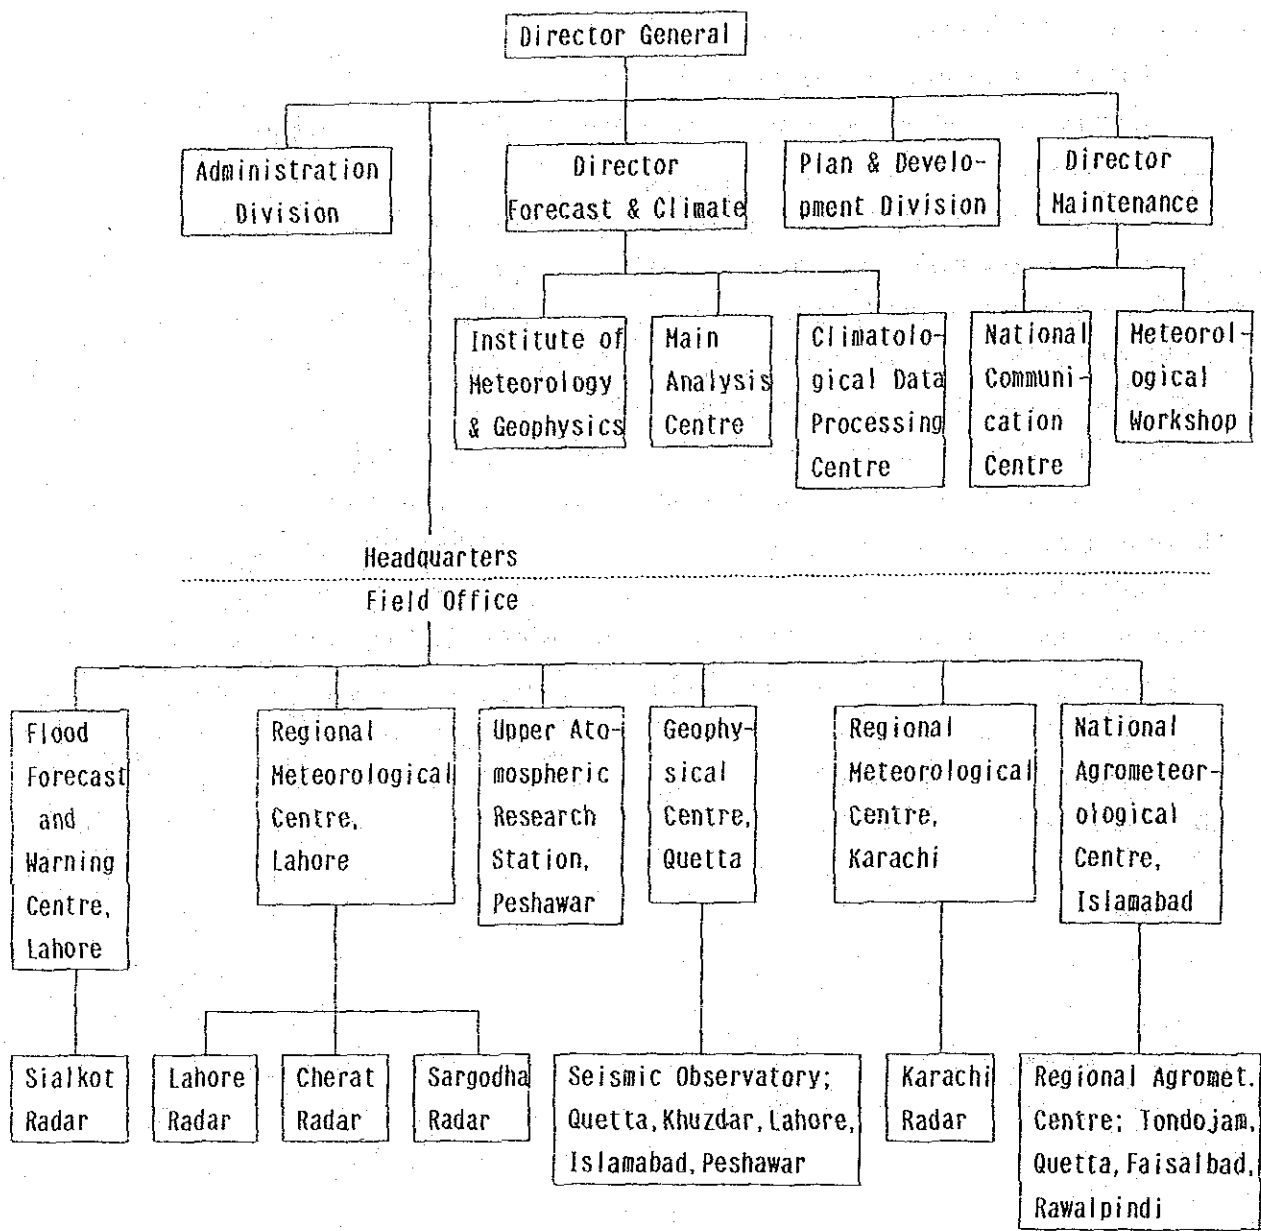 Director General
Administration
Division
Director
Forecast & Climate
Plan & Develo-
pment Division
Director
Maintenance
Institute of
Meteorology
& Geophysics
Main
Analysis
Centre
Climatolo-
gical Data
Processing
Centre
National
Communi-
cation
Centre
Meteorol-
ogical
Workshop
Headquarters
Field Office
Flood
Forecast
and
Warning
Centre,
Lahore
Regional
Meteorological
Centre,
Lahore
Upper Ato-
mospheric
Research
Station,
Peshawar
Geophy-
sical
Centre,
Quetta
Regional
Meteorological
Centre,
Karachi
National
Agrometeor-
ological
Centre,
Islamabad
Sialkot
Radar
Lahore
Radar
Cherat
Radar
Sargodha
Radar
Seismic Observatory;
Quetta, Khuzdar, Lahore,
Islamabad, Peshawar
Karachi
Radar
Regional Agromet.
Centre; Tondojam,
Quetta, Faisalbad,
Rawalpindi